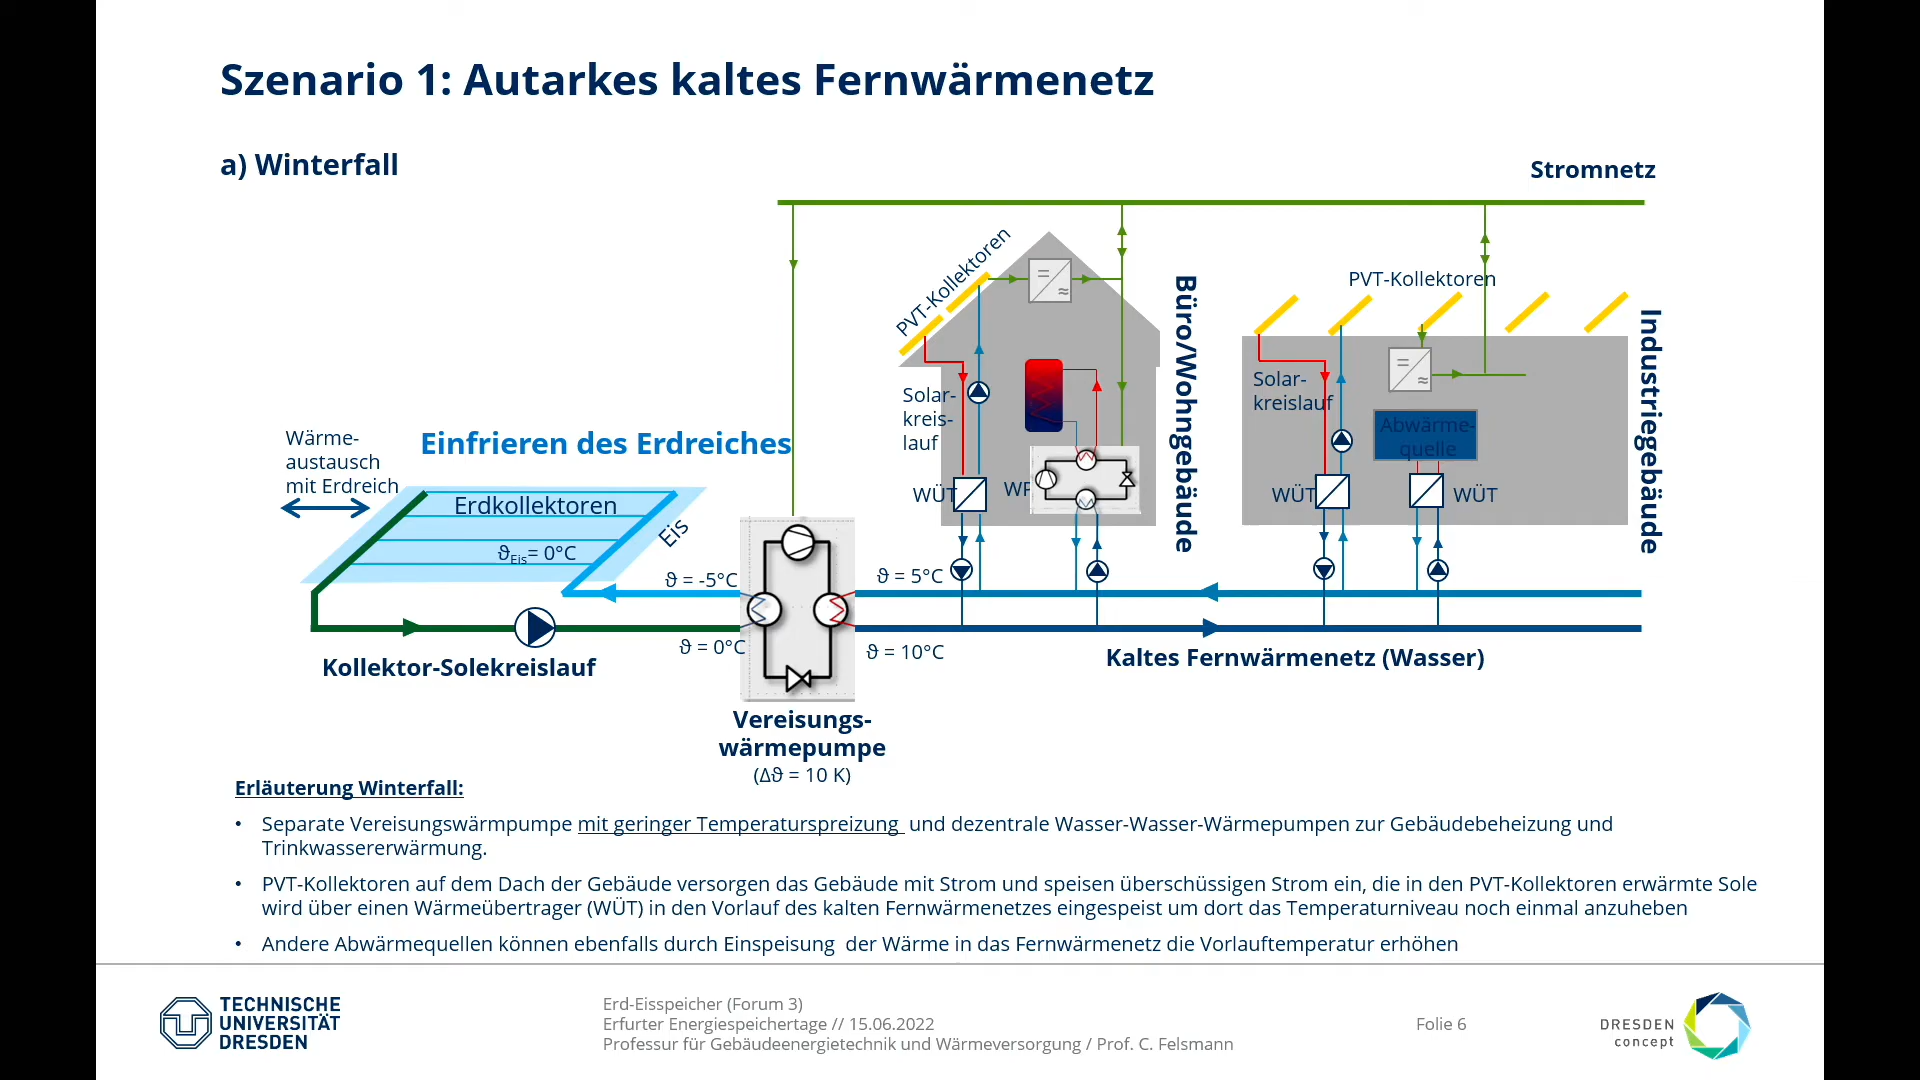 Szenario 1: Autarkes kaltes Fernwärmenetz
a) Winterfall
Stromnetz
PVT-Kollektoren
PVT-Kollektoren
Büro/Wohngebäude
Industriegebäude
=
≈
=
≈
Solar-
kreis-
lauf
Solar-
kreislauf
Abwärme-
quelle
Wärme-
austausch
mit Erdreich
Einfrieren des Erdreiches
Erdkollektoren
Eis
ϑEis= 0°C
WÜT
WÜT
WÜT
ϑ = -5°C
ϑ = 5°C
ϑ = 0°C
ϑ = 10°C
Kollektor-Solekreislauf
Kaltes Fernwärmenetz (Wasser)
Vereisungs-
wärmepumpe
(Δϑ = 10 K)
Erläuterung Winterfall:
• Separate Vereisungswärmpumpe mit geringer Temperaturspreizung und dezentrale Wasser-Wasser-Wärmepumpen zur Gebäudebeheizung und
Trinkwassererwärmung.
• PVT-Kollektoren auf dem Dach der Gebäude versorgen das Gebäude mit Strom und speisen überschüssigen Strom ein, die in den PVT-Kollektoren erwärmte Sole
wird über einen Wärmeübertrager (WÜT) in den Vorlauf des kalten Fernwärmenetzes eingespeist um dort das Temperaturniveau noch einmal anzuheben
• Andere Abwärmequellen können ebenfalls durch Einspeisung der Wärme in das Fernwärmenetz die Vorlauftemperatur erhöhen
TECHNISCHE
UNIVERSITÄT
DRESDEN
Erd-Eisspeicher (Forum 3)
Erfurter Energiespeichertage // 15.06.2022
Professur für Gebäudeenergietechnik und Wärmeversorgung / Prof. C. Felsmann
Folie 6
DRESDEN
concept